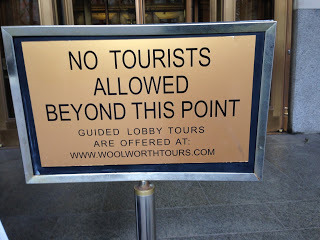 NO TOURISTS
ALLOWED
BEYOND THIS POINT
GUIDED LOBBY TOURS
ARE OFFERED AT:
WWW.WOOLWORTHTOURS.COM